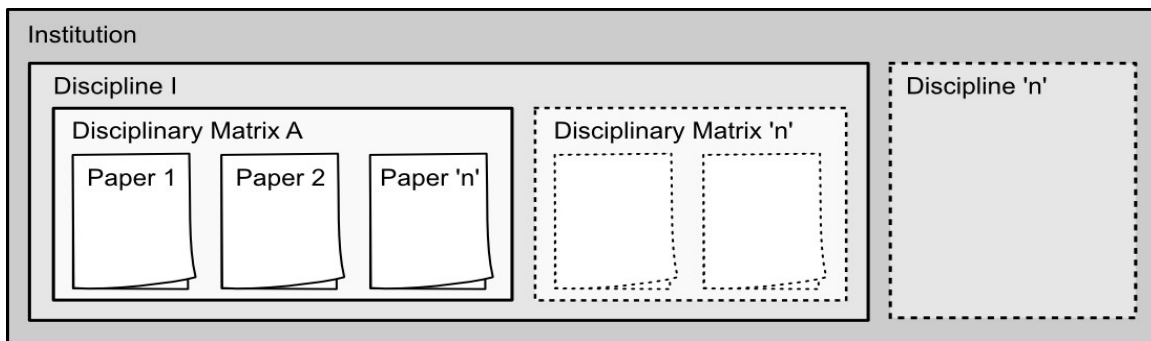 Institution
Discipline I
Discipline 'n'
Disciplinary Matrix A
Disciplinary Matrix 'n'
Paper 1
Paper 2
Paper 'n'